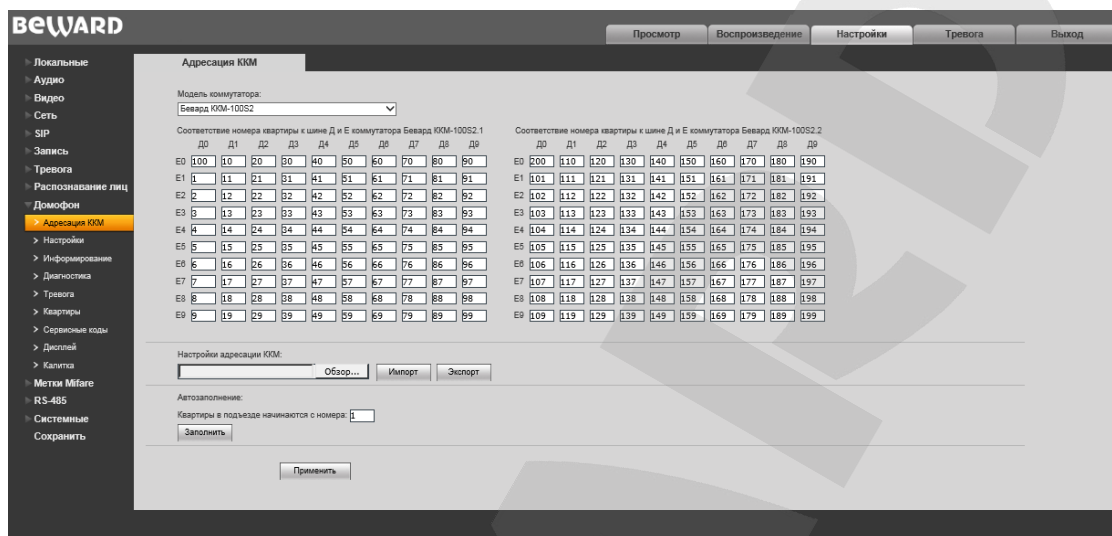 BEWARD
Просмотр Воспроизведение Настройки Тревога Выход
Локальные
Аудио
Видео
Сеть
SIP
Запись
Тревога
Распознавание лиц
Домофон
Адресация ККМ
Настройки
Информирование
Диагностика
Тревога
Квартиры
Сервисные коды
Дисплей
Калитка
Метки Mifare
RS-485
Системные
Сохранить
Адресация ККМ
Модель коммутатора:
Бевард ККМ-100S2
Соответствие номера квартиры к шине Д и Е коммутатора Бевард ККМ-100S2.1
Д0 Д1 Д2 Д3 Д4 Д5 Д6 Д7 Д8 Д9
E0 100 10 20 30 40 50 60 70 80 90
E1 1 11 21 31 41 51 61 71 81 91
E2 2 12 22 32 42 52 62 72 82 92
E3 3 13 23 33 43 53 63 73 83 93
E4 4 14 24 34 44 54 64 74 84 94
E5 5 15 25 35 45 55 65 75 85 95
E6 6 16 26 36 46 56 66 76 86 96
E7 7 17 27 37 47 57 67 77 87 97
E8 8 18 28 38 48 58 68 78 88 98
E9 9 19 29 39 49 59 69 79 89 99
Соответствие номера квартиры к шине Д и Е коммутатора Бевард ККМ-100S2.2
Д0 Д1 Д2 Д3 Д4 Д5 Д6 Д7 Д8 Д9
E0 200 110 120 130 140 150 160 170 180 190
E1 101 111 121 131 141 151 161 171 181 191
E2 102 112 122 132 142 152 162 172 182 192
E3 103 113 123 133 143 153 163 173 183 193
E4 104 114 124 134 144 154 164 174 184 194
E5 105 115 125 135 145 155 165 175 185 195
E6 106 116 126 136 146 156 166 176 186 196
E7 107 117 127 137 147 157 167 177 187 197
E8 108 118 128 138 148 158 168 178 188 198
E9 109 119 129 139 149 159 169 179 189 199
Настройки адресации ККМ:
Обзор... Импорт Экспорт
Автозаполнение:
Квартиры в подъезде начинаются с номера: 1
Заполнить
Применить